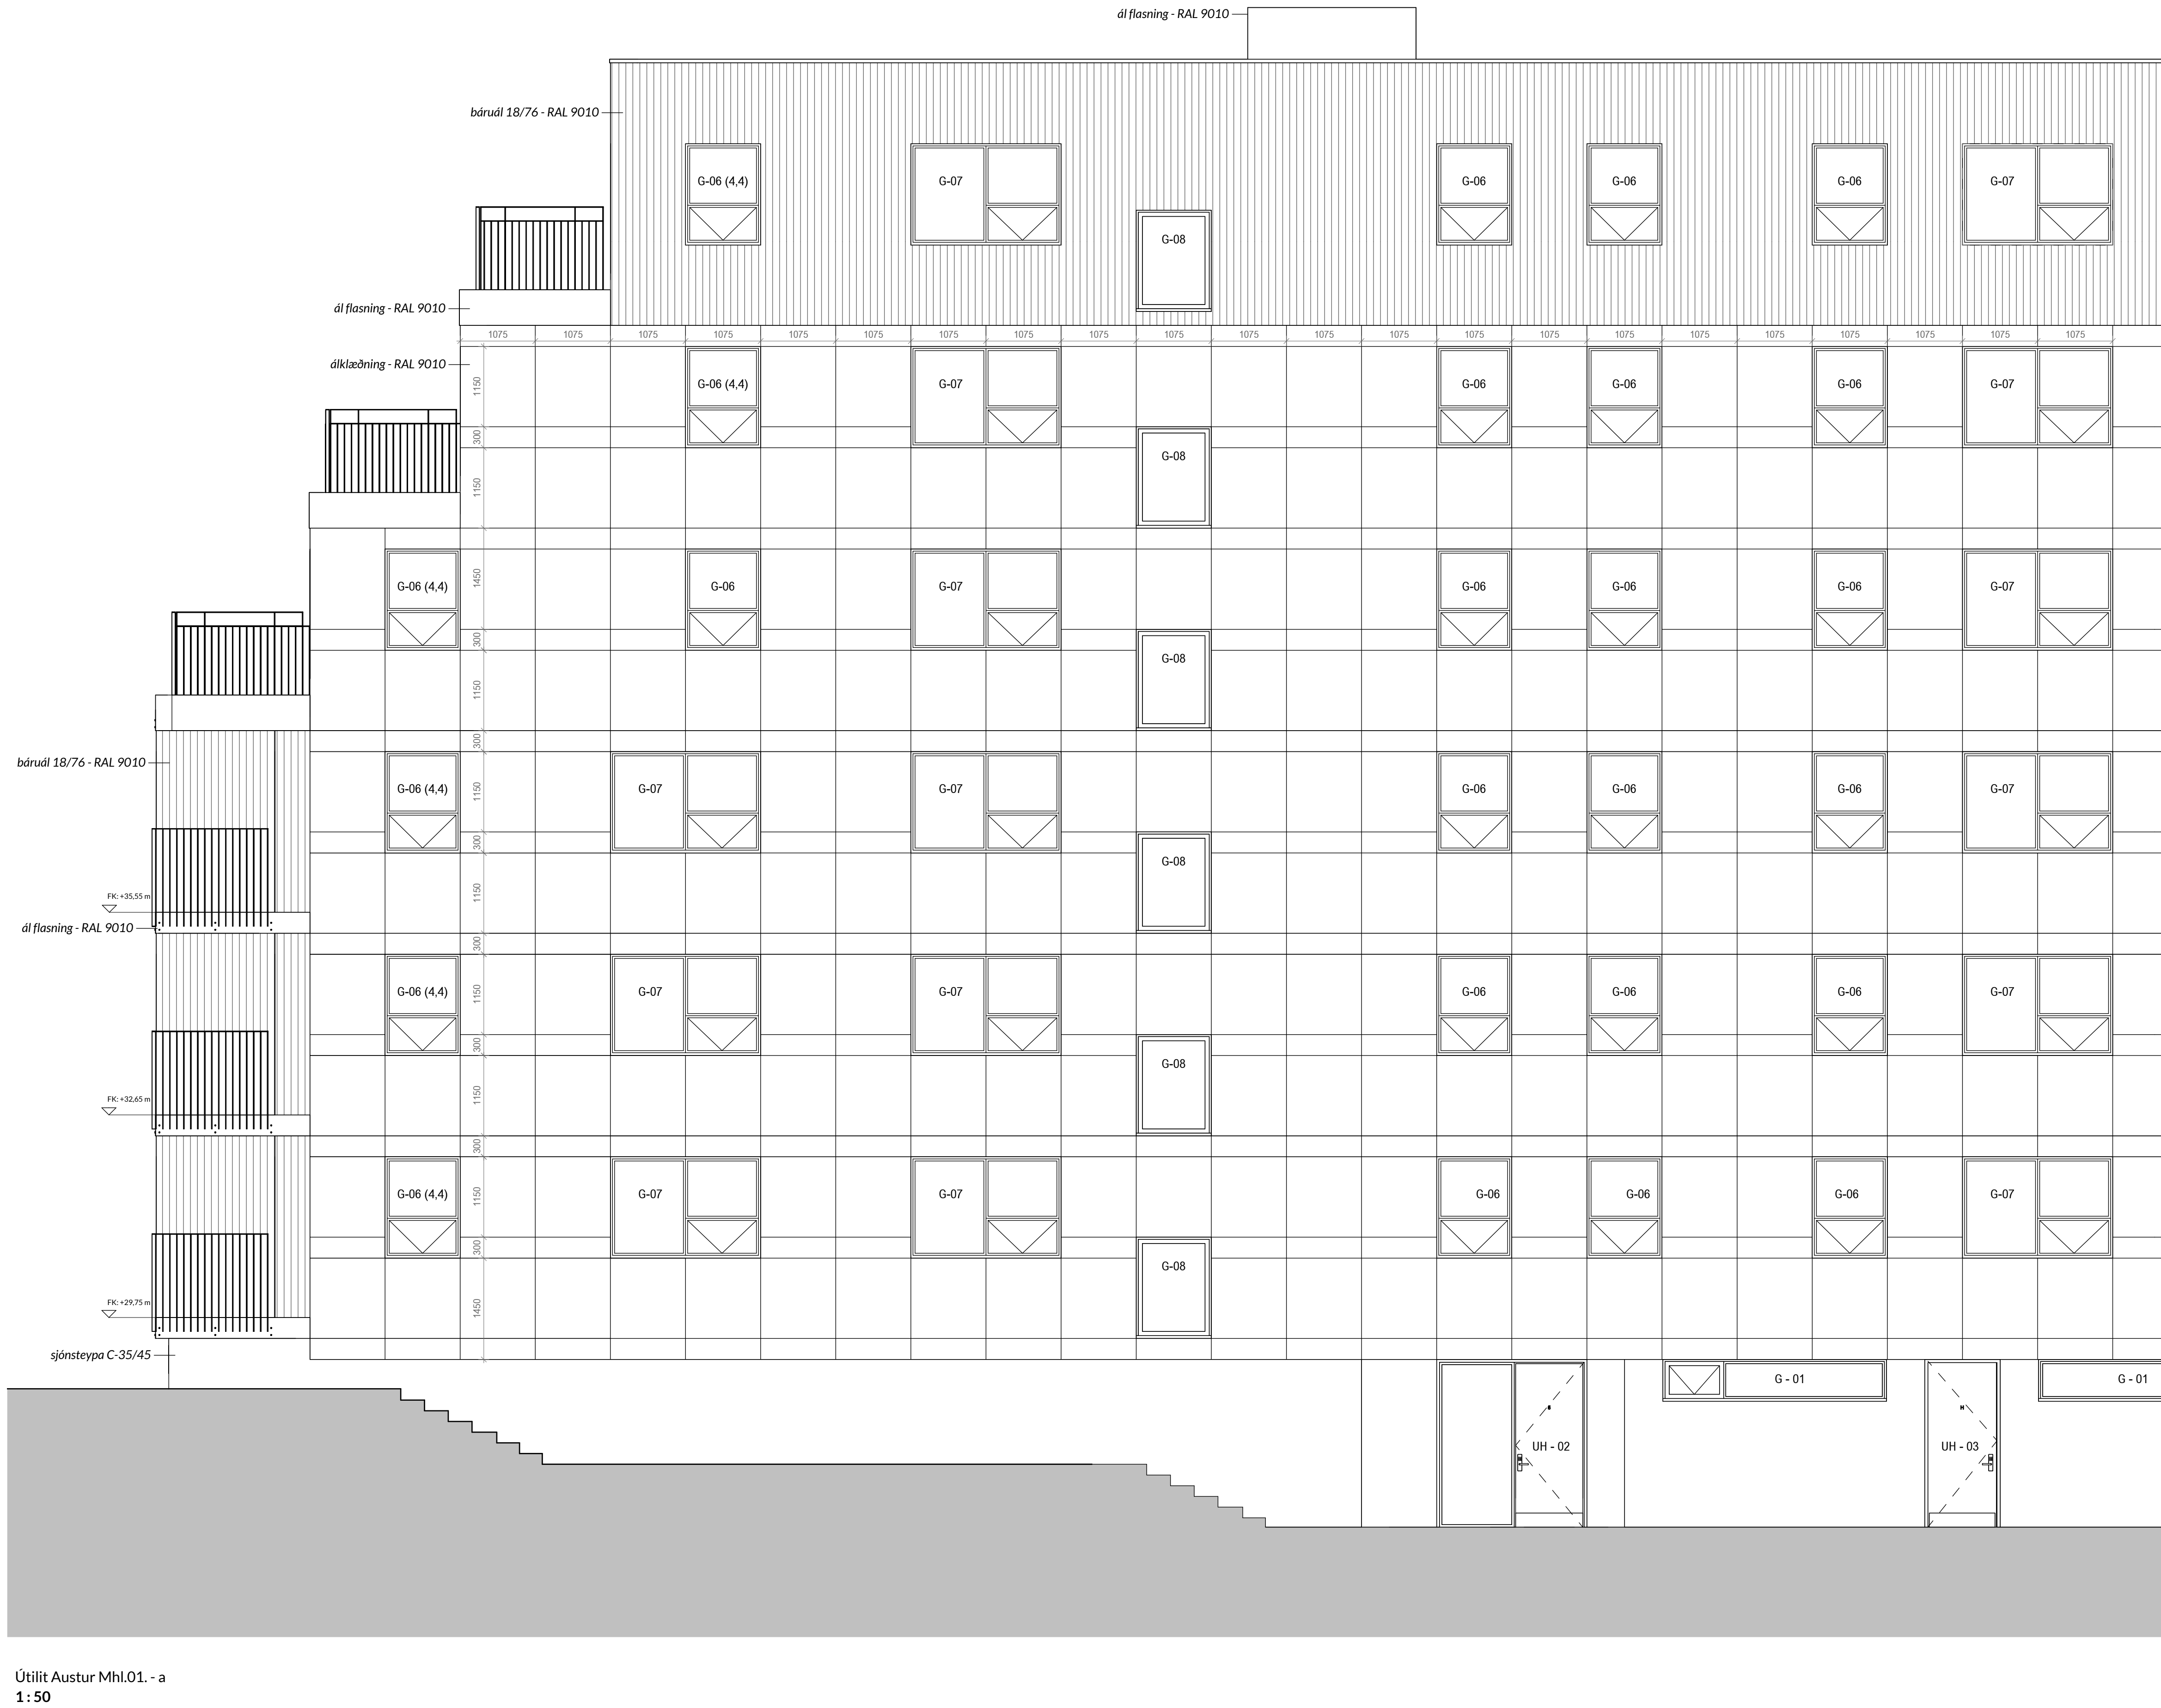 ál flasning - RAL 9010
báruál 18/76 - RAL 9010
G-06 (4,4) G-07 G-06 G-06 G-06 G-07
G-08
ál flasning - RAL 9010
1075 1075 1075 1075 1075 1075 1075 1075 1075 1075 1075 1075 1075 1075 1075 1075 1075 1075 1075 1075 1075 1075
álklæðning - RAL 9010
1150
G-06 (4,4) G-07 G-06 G-06 G-06 G-07
300
G-08
1150
1450
G-06 (4,4) G-06 G-07 G-06 G-06 G-06 G-07
300
G-08
1150
300
báruál 18/76 - RAL 9010
G-06 (4,4) 1150 G-07 G-07 G-06 G-06 G-06 G-07
300
G-08
1150
FK: +35,55 m
ál flasning - RAL 9010
300
G-06 (4,4) 1150 G-07 G-07 G-06 G-06 G-06 G-07
300
G-08
1150
FK: +32,65 m
300
G-06 (4,4) 1150 G-07 G-07 G-06 G-06 G-06 G-07
300
G-08
1450
FK: +29,75 m
sjónsteypa C-35/45
G - 01 G - 01
UH - 02 UH - 03
Útilit Austur Mhl.01. - a
1 : 50